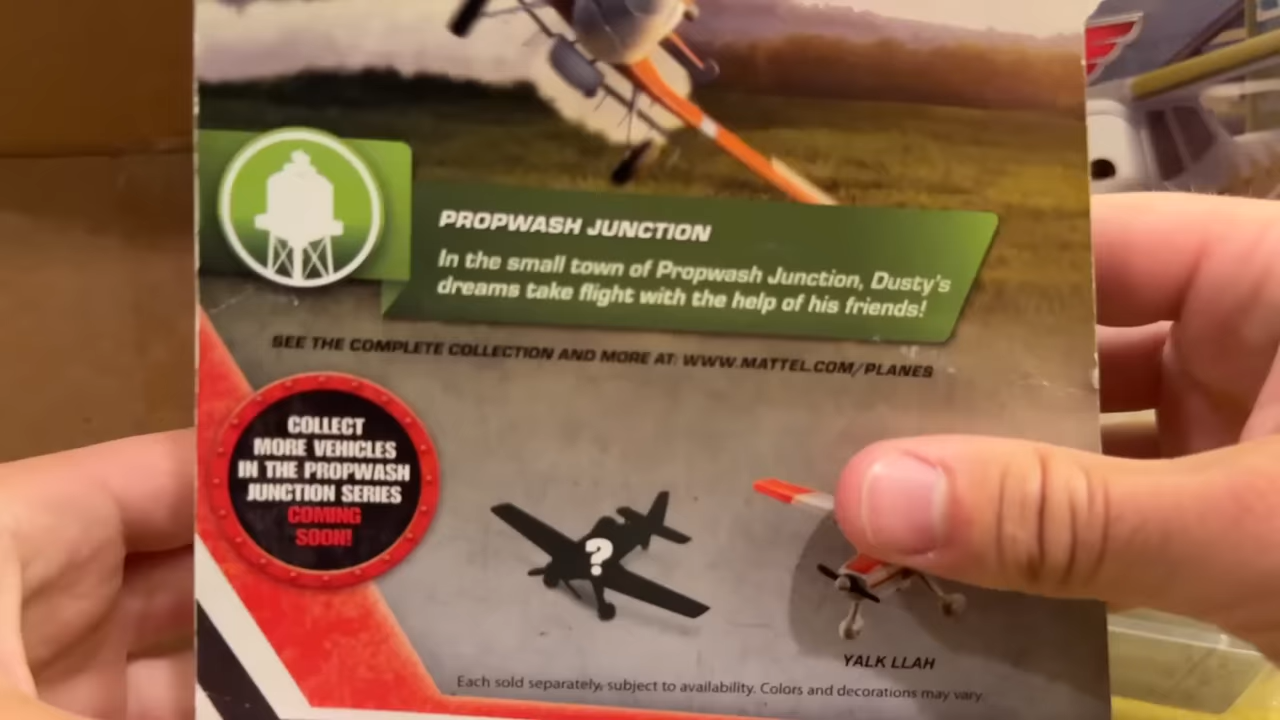 PROPWASH JUNCTION
In the small town of Propwash Junction, Dusty's
dreams take flight with the help of his friends!
SEE THE COMPLETE COLLECTION AND MORE AT: WWW.MATTEL.COM/PLANES
COLLECT
MORE VEHICLES
IN THE PROPWASH
JUNCTION SERIES
COMING
SOON!
?
YALK LLAH
Each sold separately, subject to availability. Colors and decorations may vary.